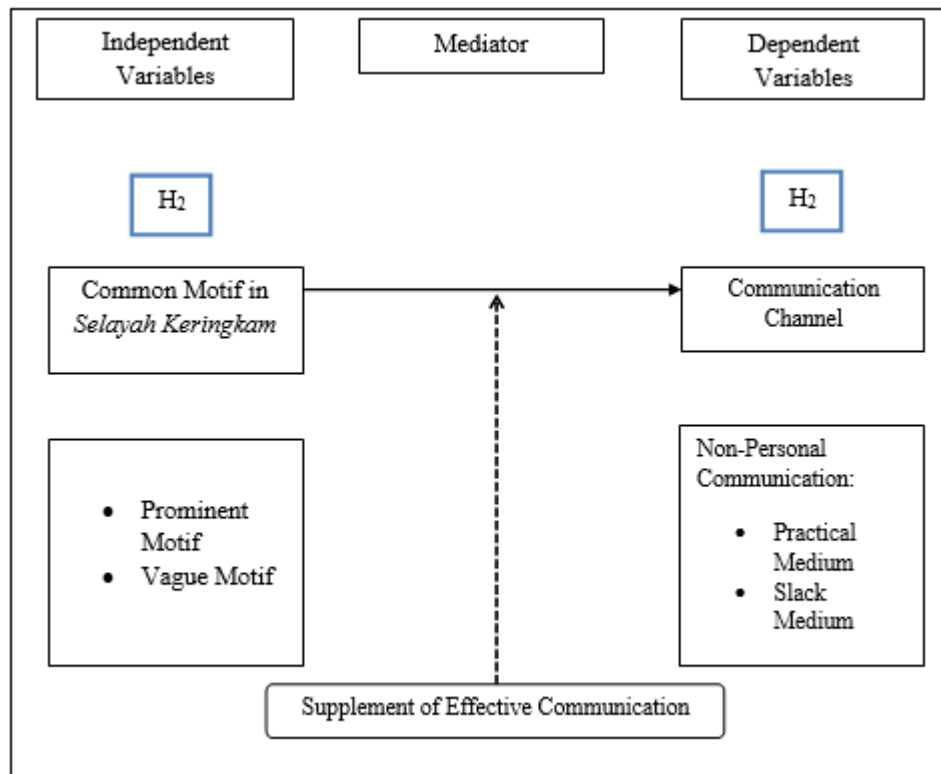 Independent
Variables
Mediator
Dependent
Variables
H₂
H₂
Common Motif in
Selayah Keringkam
Communication
Channel
• Prominent
Motif
• Vague Motif
Non-Personal
Communication:
• Practical
Medium
• Slack
Medium
Supplement of Effective Communication